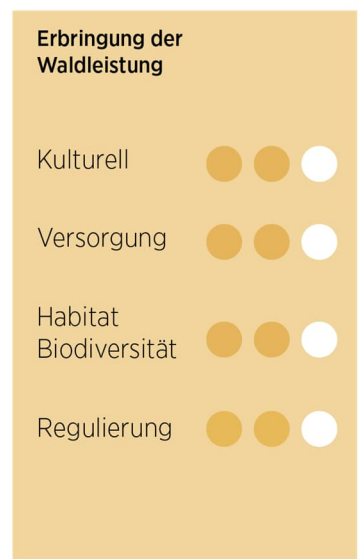 Erbringung der
Waldleistung
Kulturell
Versorgung
Habitat
Biodiversität
Regulierung